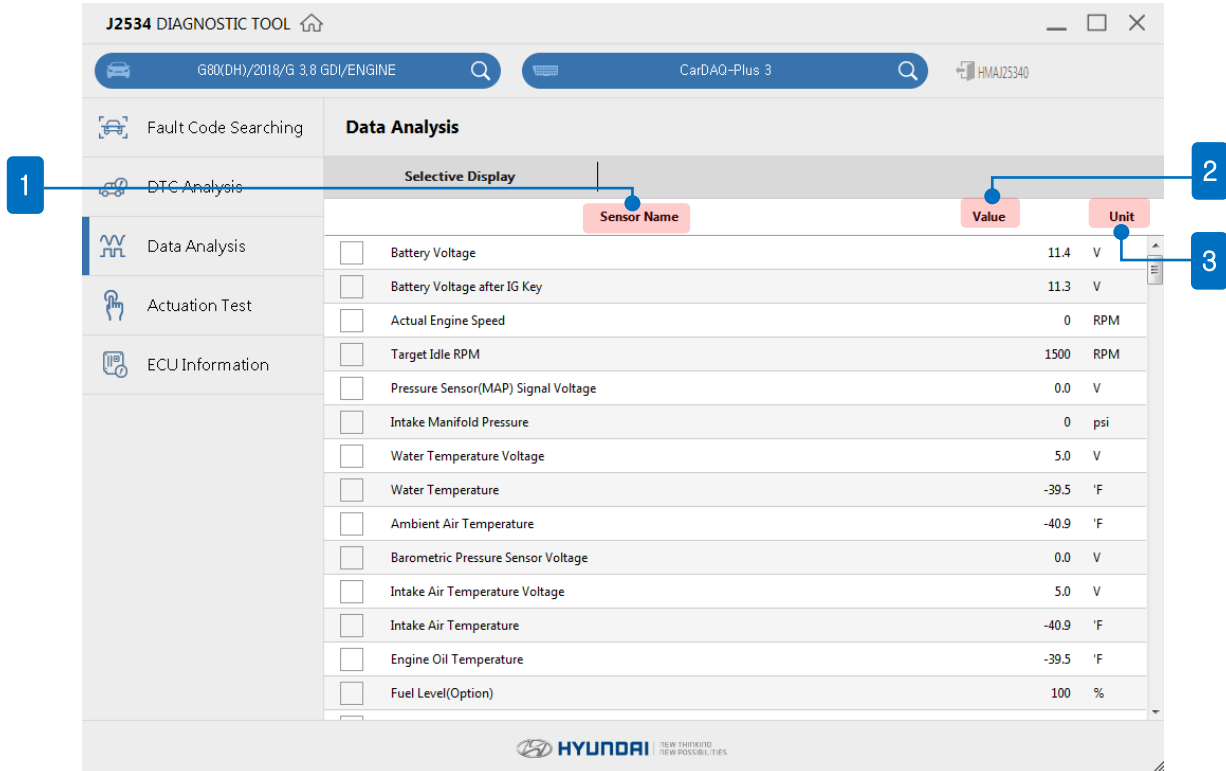 J2534 DIAGNOSTIC TOOL
G80(DH)/2018/G 3,8 GDI/ENGINE
CarDAQ-Plus 3
HMAJ25340
Fault Code Searching
Data Analysis
1
DTC Analysis
Selective Display
2
Sensor Name Value Unit
Data Analysis
3
Battery Voltage 11.4 V
Battery Voltage after IG Key 11.3 V
Actuation Test
Actual Engine Speed 0 RPM
Target Idle RPM 1500 RPM
ECU Information
Pressure Sensor(MAP) Signal Voltage 0.0 V
Intake Manifold Pressure 0 psi
Water Temperature Voltage 5.0 V
Water Temperature -39.5 'F
Ambient Air Temperature -40.9 'F
Barometric Pressure Sensor Voltage 0.0 V
Intake Air Temperature Voltage 5.0 V
Intake Air Temperature -40.9 'F
Engine Oil Temperature -39.5 'F
Fuel Level(Option) 100 %
HYUNDAI NEW THINKING
NEW POSSIBILITIES